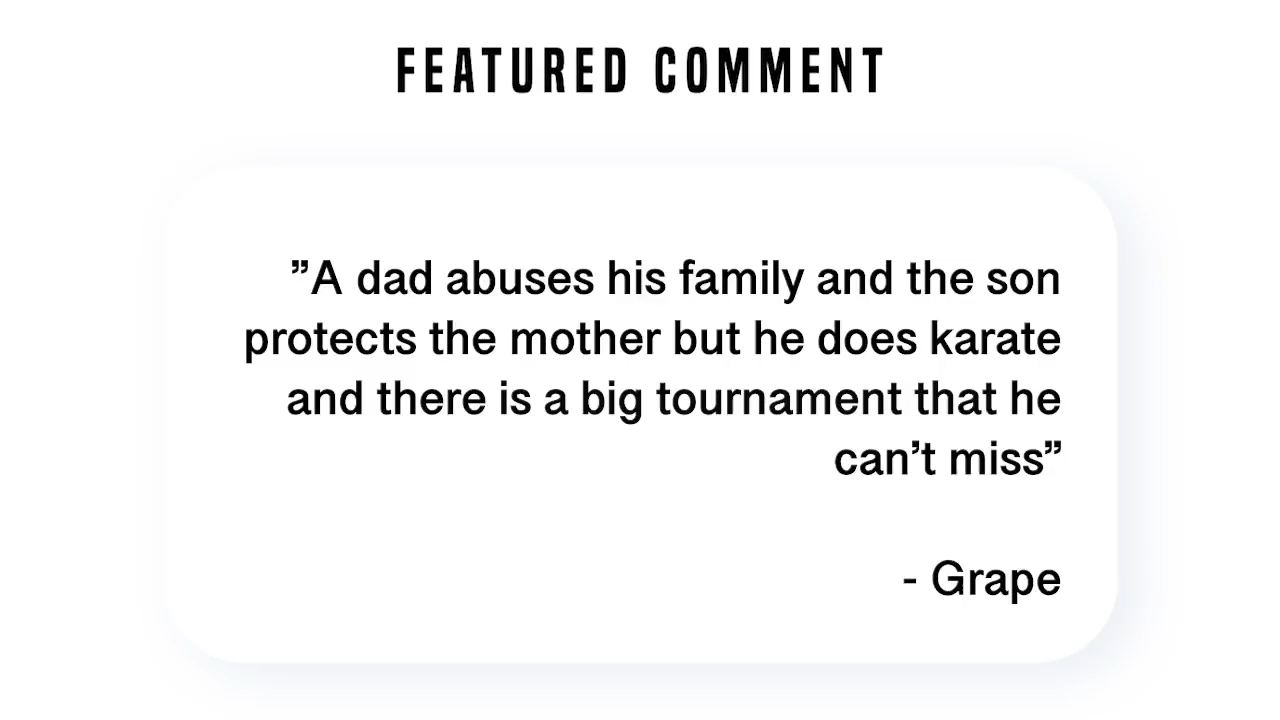 FEATURED COMMENT
”A dad abuses his family and the son
protects the mother but he does karate
and there is a big tournament that he
can’t miss”
- Grape